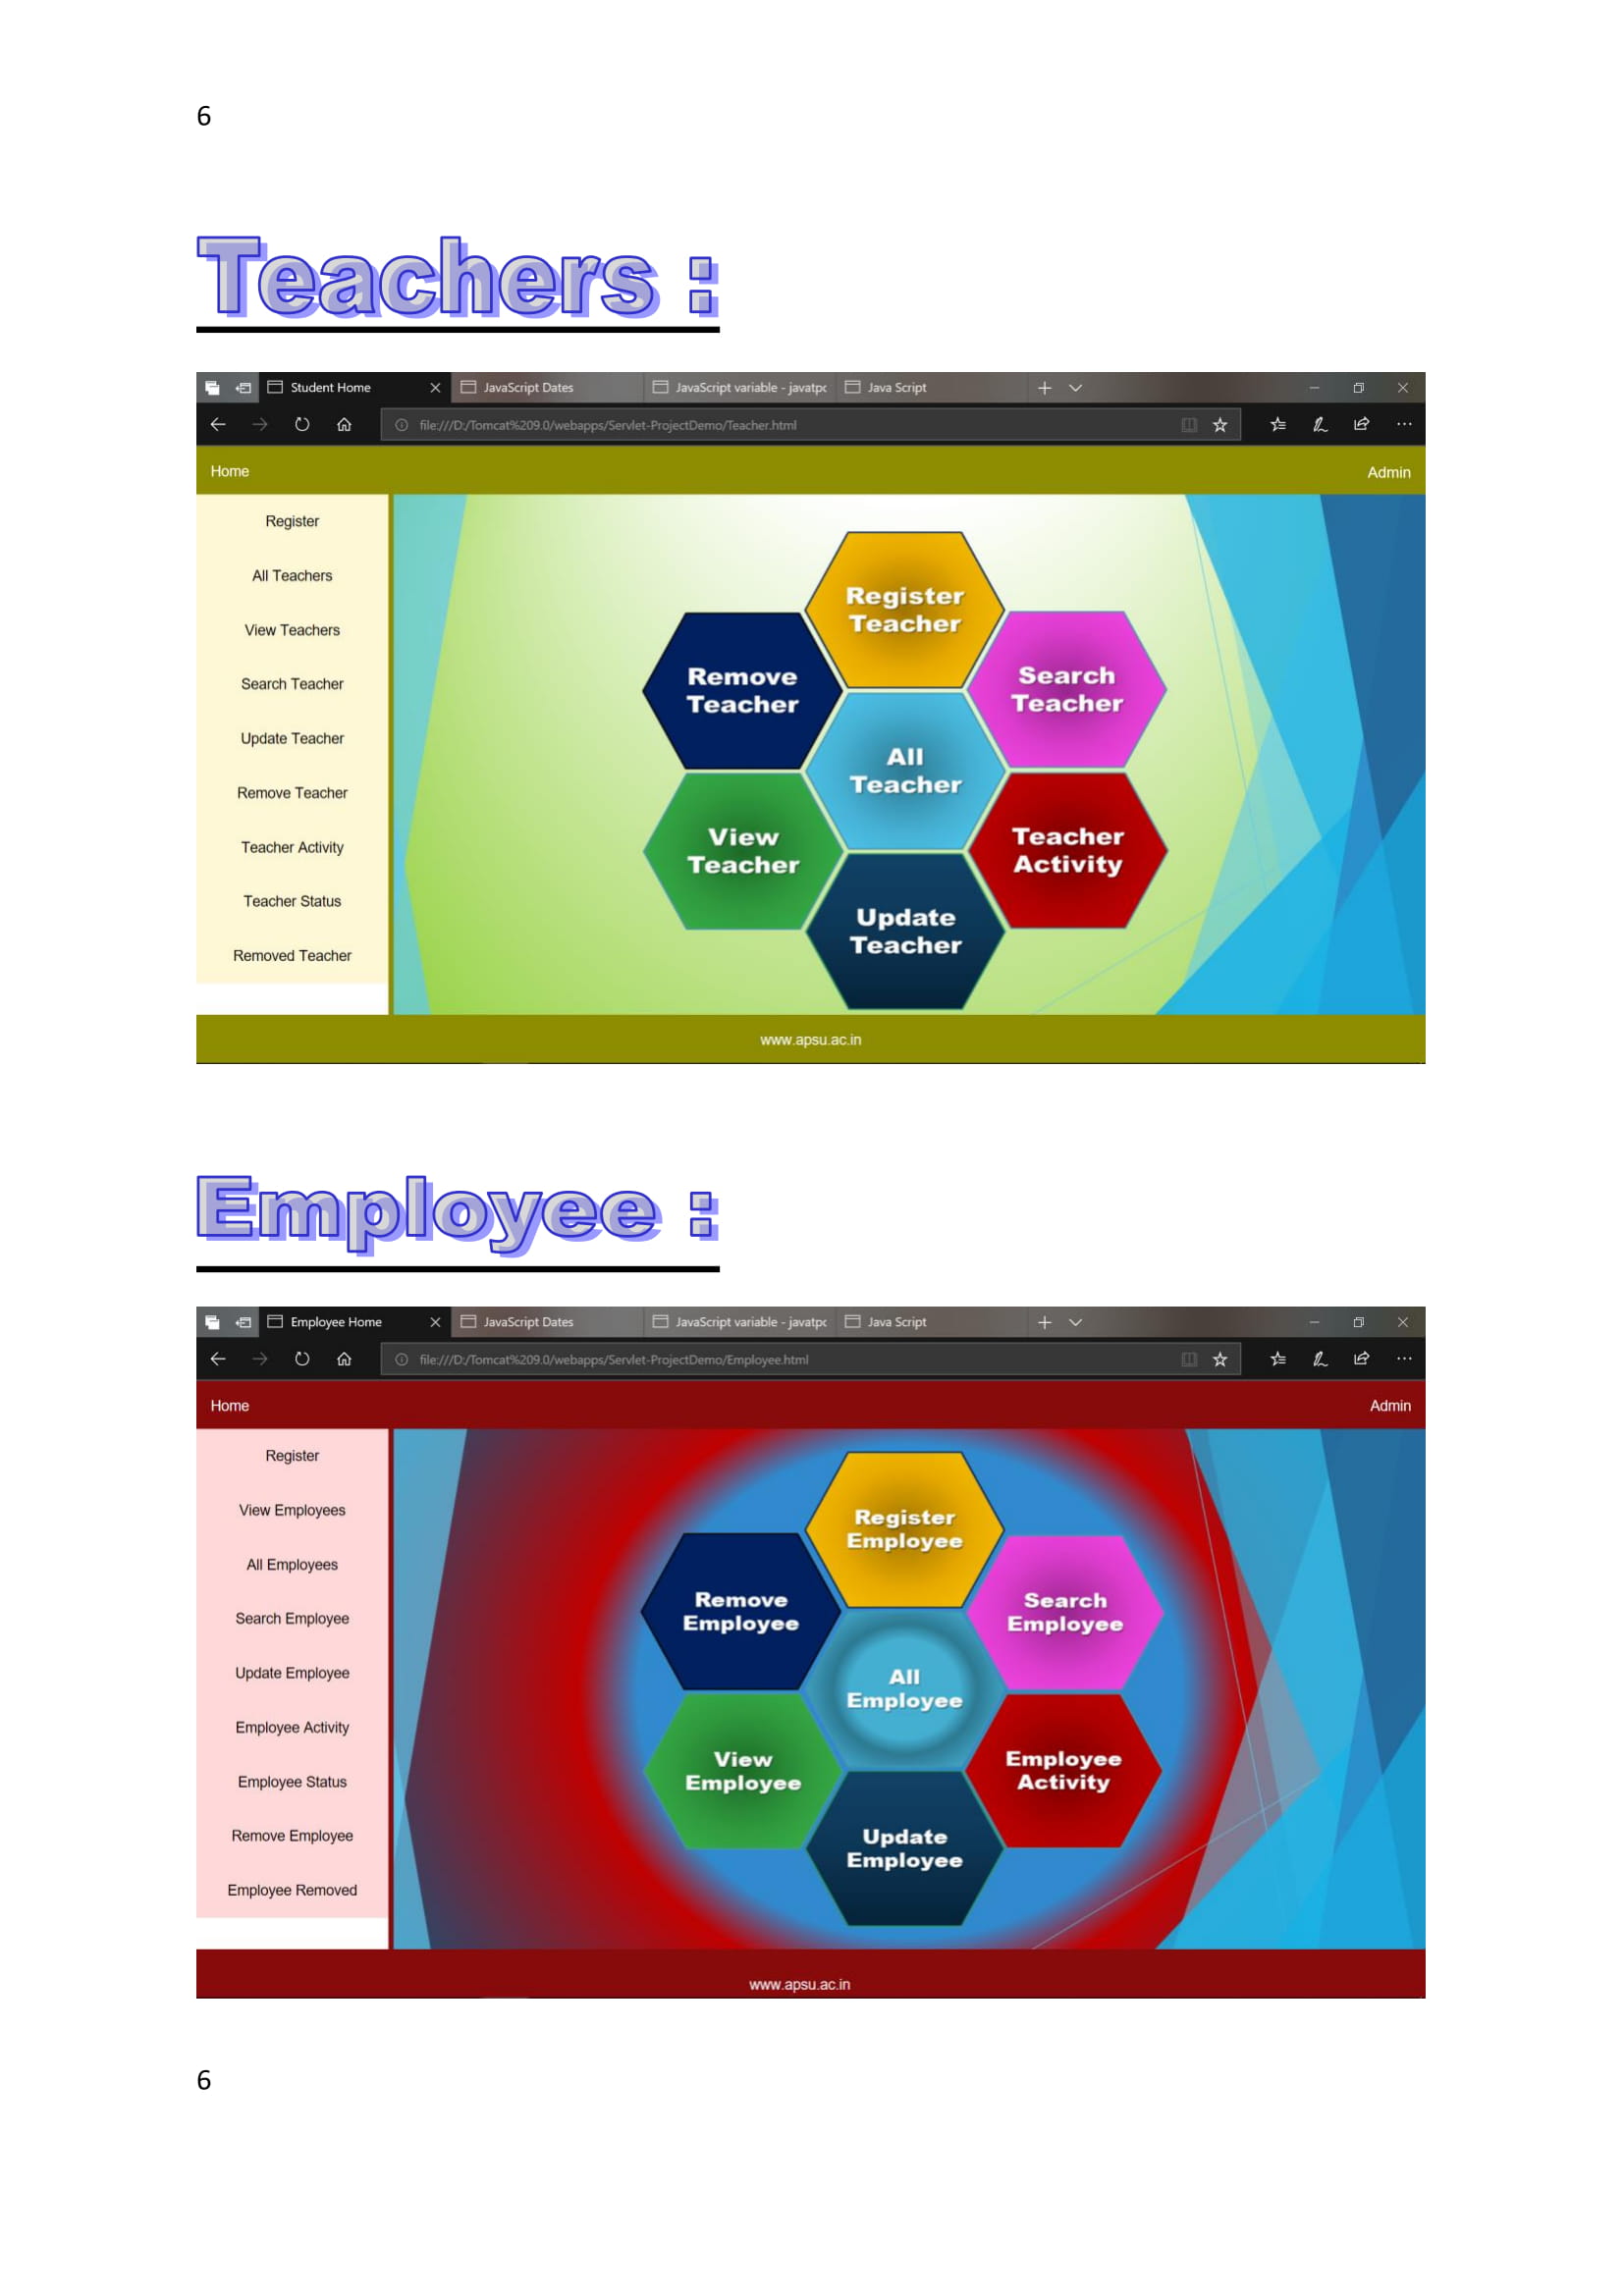 6
Teachers :
Student Home
JavaScript Dates
JavaScript variable - javatpc
Java Script
file:///D:/Tomcat%209.0/webapps/Servlet-ProjectDemo/Teacher.html
Home
Admin
Register
All Teachers
View Teachers
Search Teacher
Update Teacher
Remove Teacher
Teacher Activity
Teacher Status
Removed Teacher
Register
Teacher
Remove
Teacher
Search
Teacher
All
Teacher
View
Teacher
Teacher
Activity
Update
Teacher
www.apsu.ac.in
Employee :
Employee Home
JavaScript Dates
JavaScript variable - javatpc
Java Script
file:///D:/Tomcat%209.0/webapps/Servlet-ProjectDemo/Employee.html
Home
Admin
Register
View Employees
All Employees
Search Employee
Update Employee
Employee Activity
Employee Status
Remove Employee
Employee Removed
Register
Employee
Remove
Employee
Search
Employee
All
Employee
View
Employee
Employee
Activity
Update
Employee
www.apsu.ac.in
6